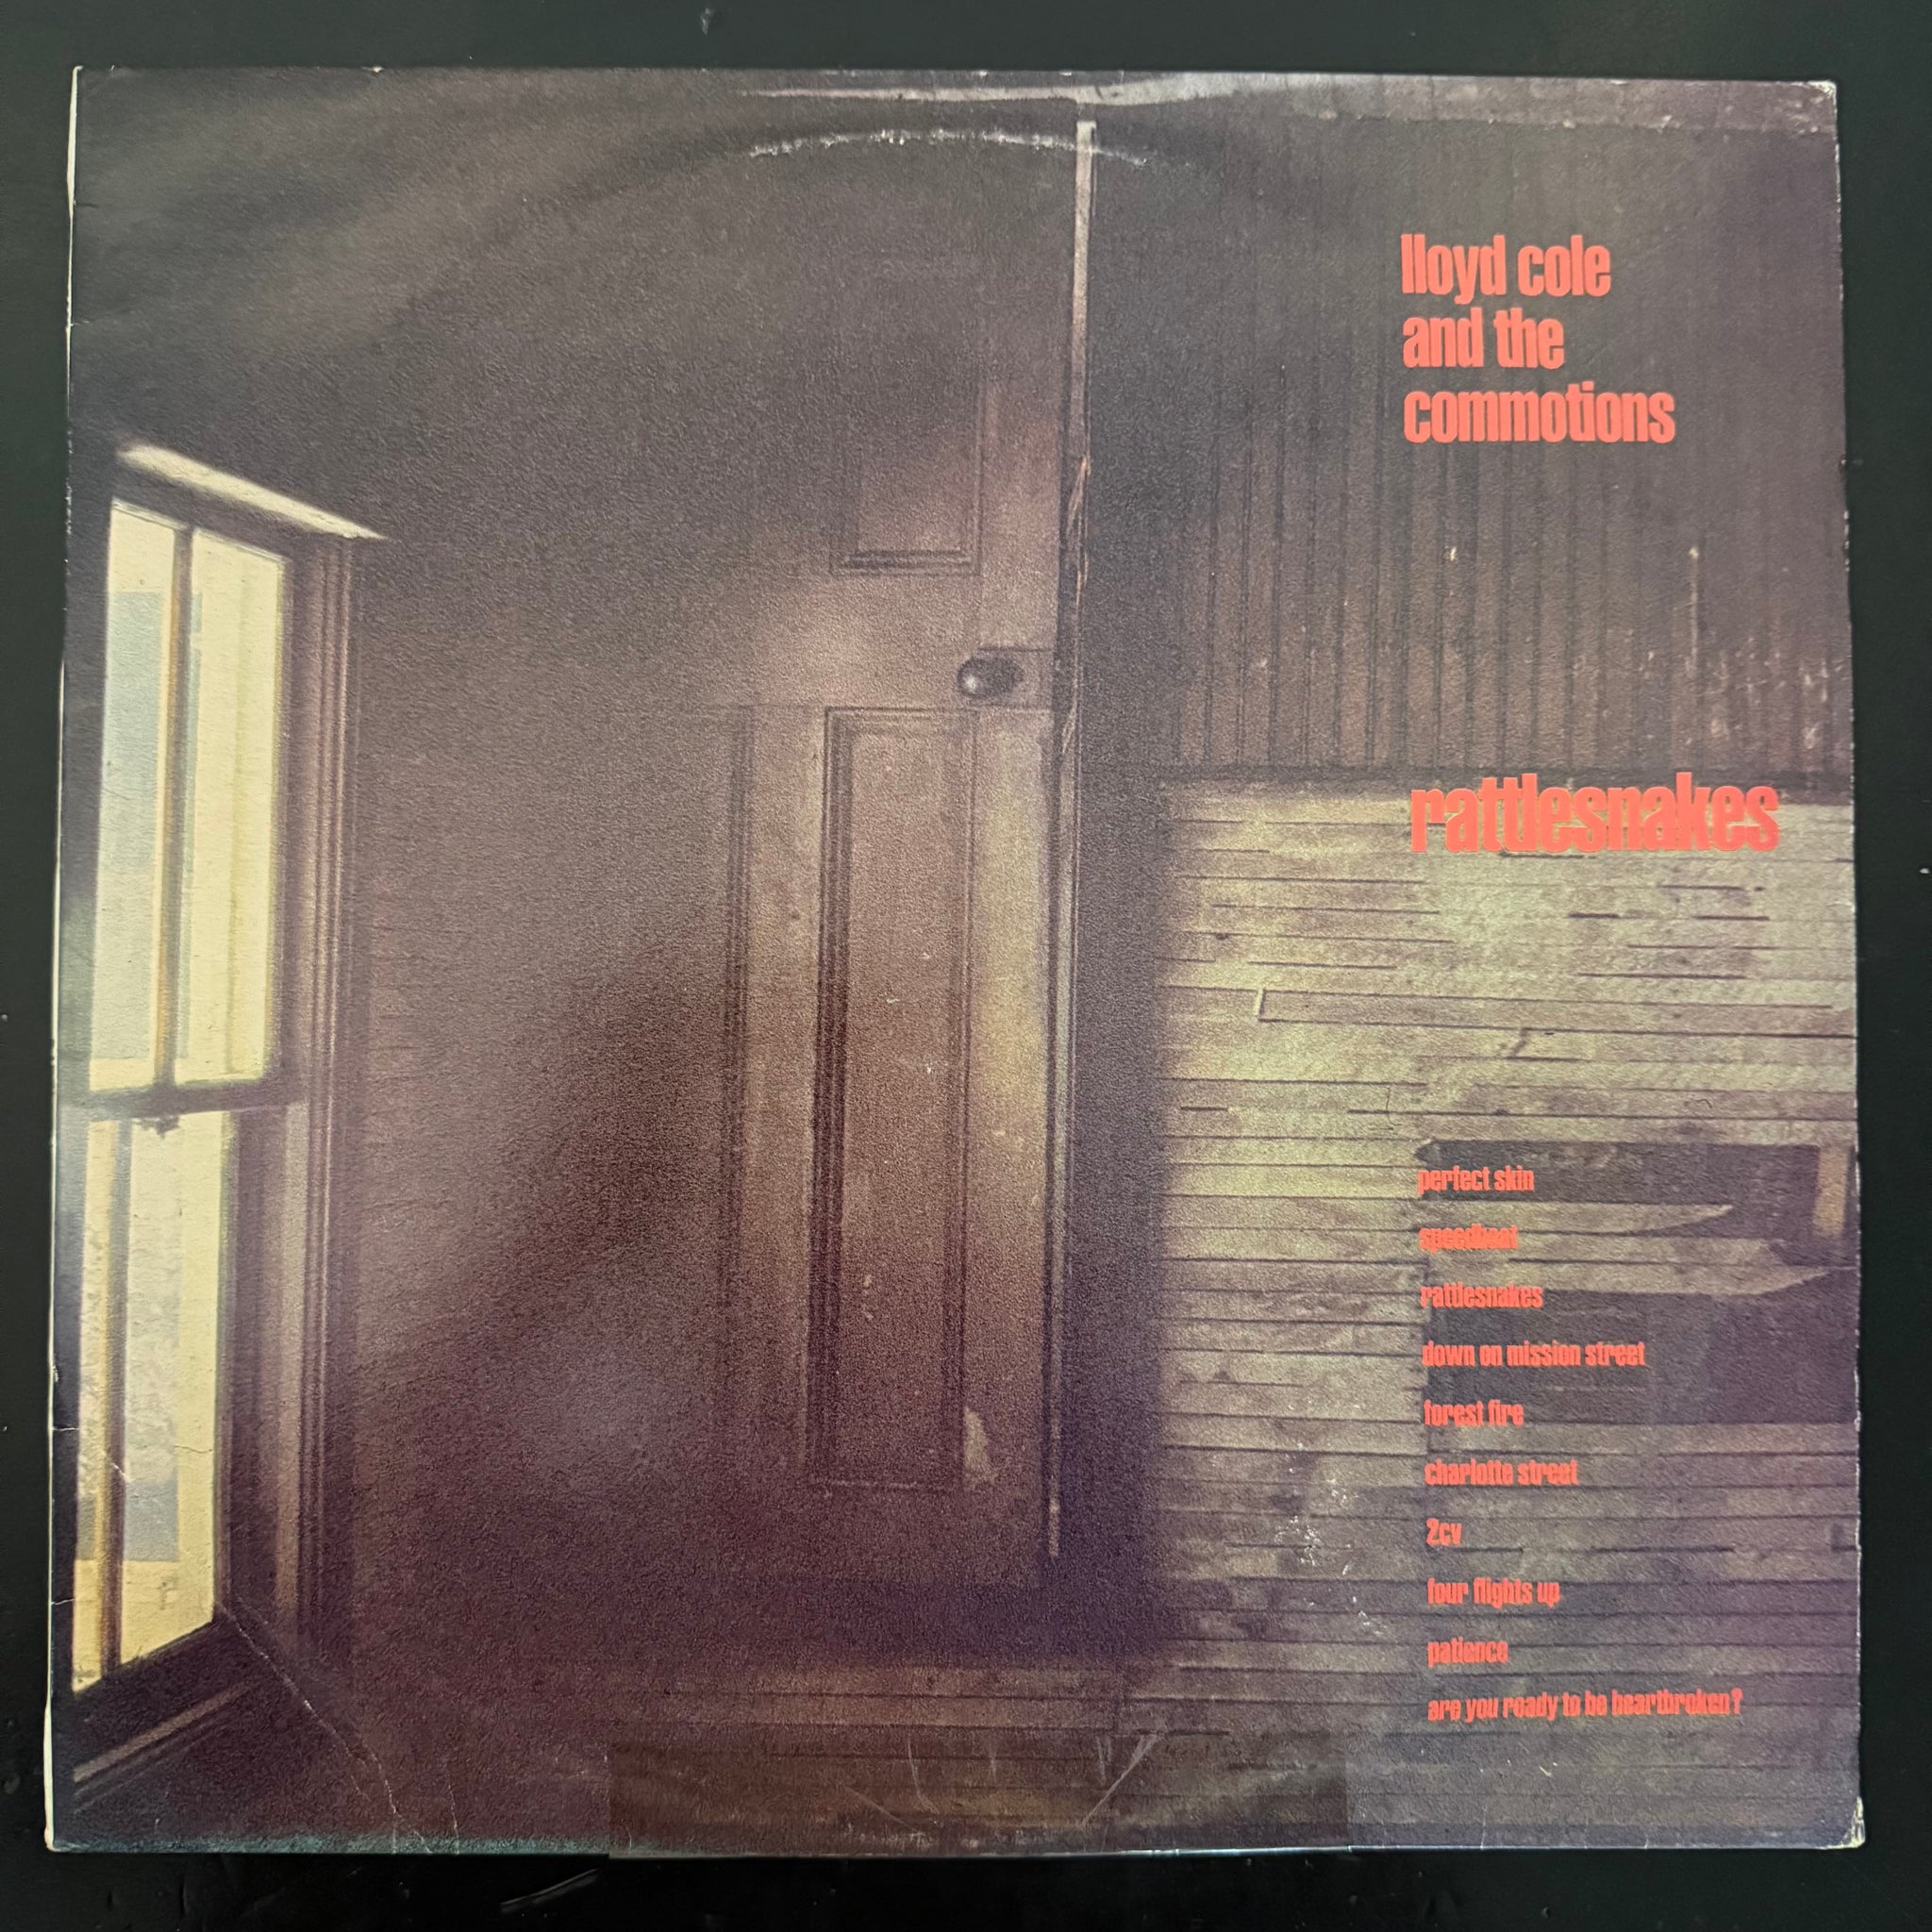 lloyd cole
and the
commotions
rattlesnakes
perfect skin
speedboat
rattlesnakes
down on mission street
forest fire
charlotte street
2cv
four flights up
patience
are you ready to be heartbroken?